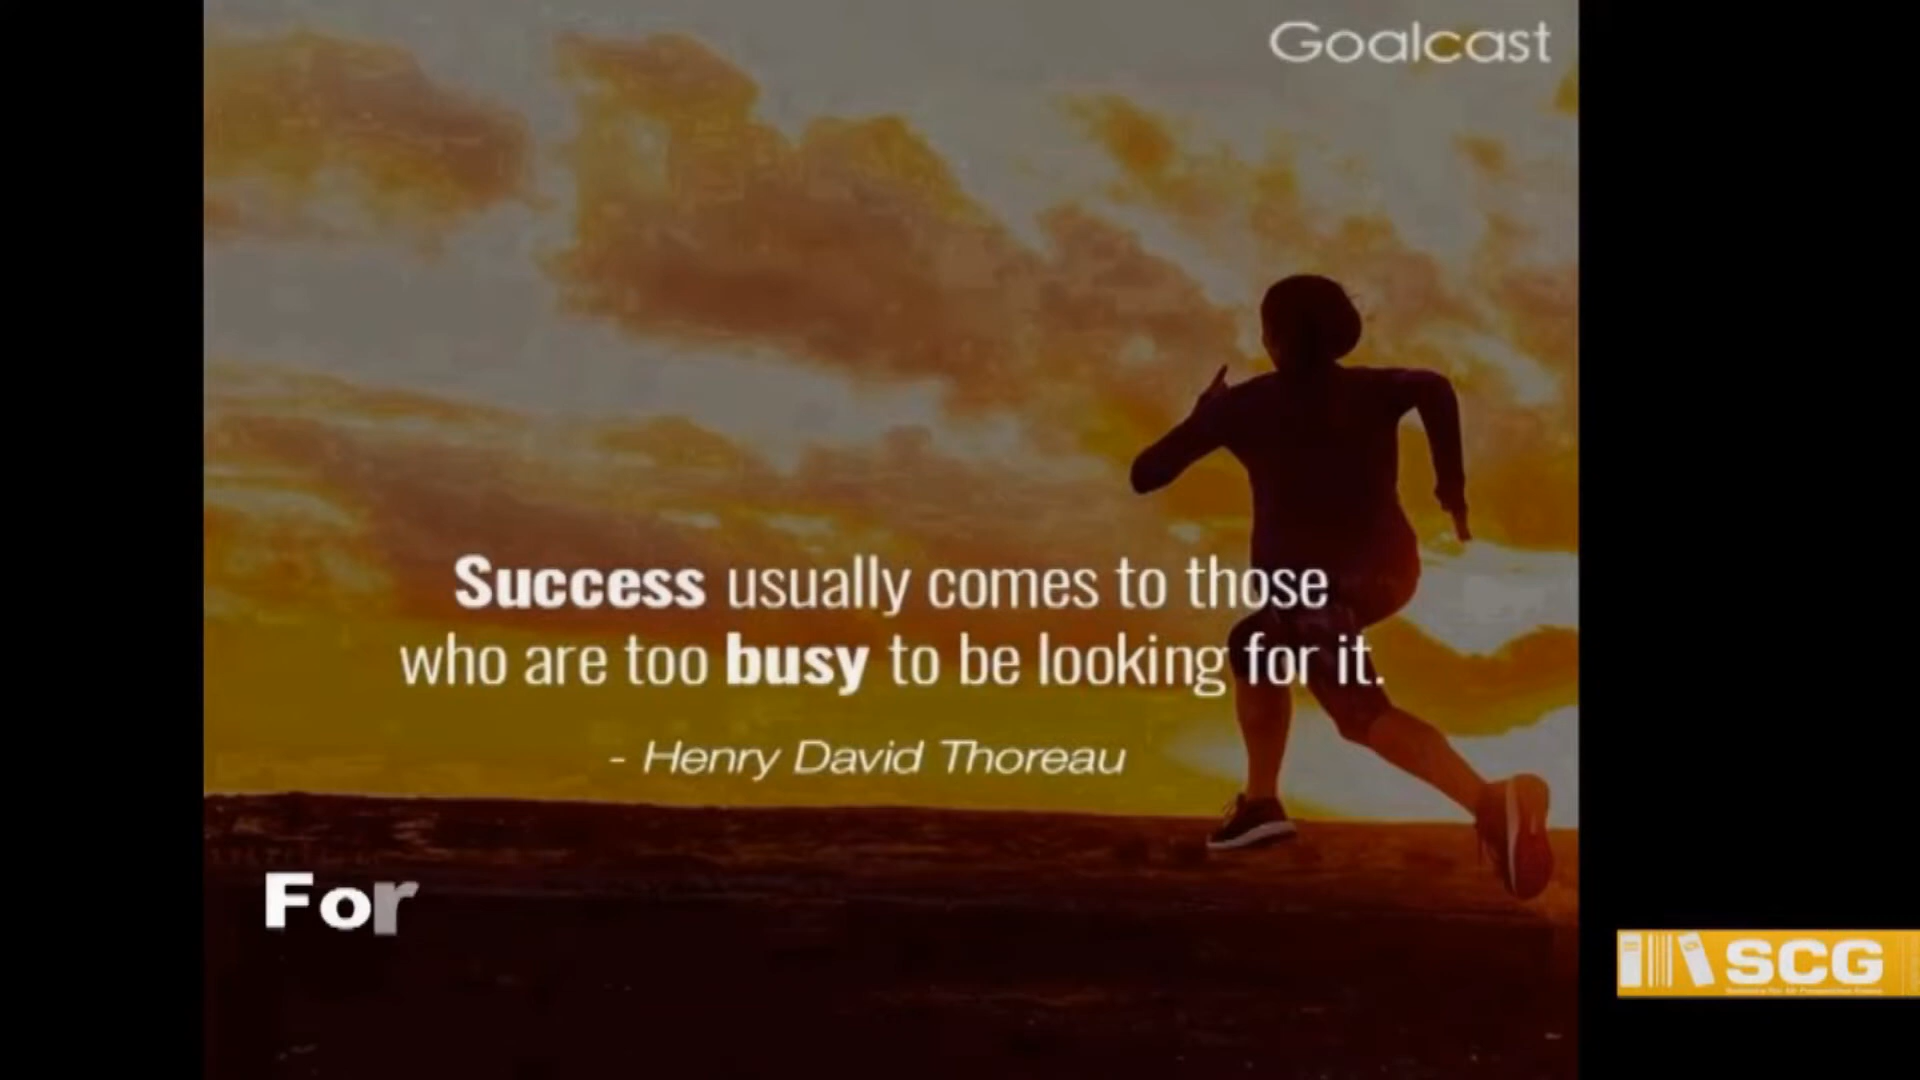 Goalcast
Success usually comes to those
who are too busy to be looking for it.
- Henry David Thoreau
For
SCG